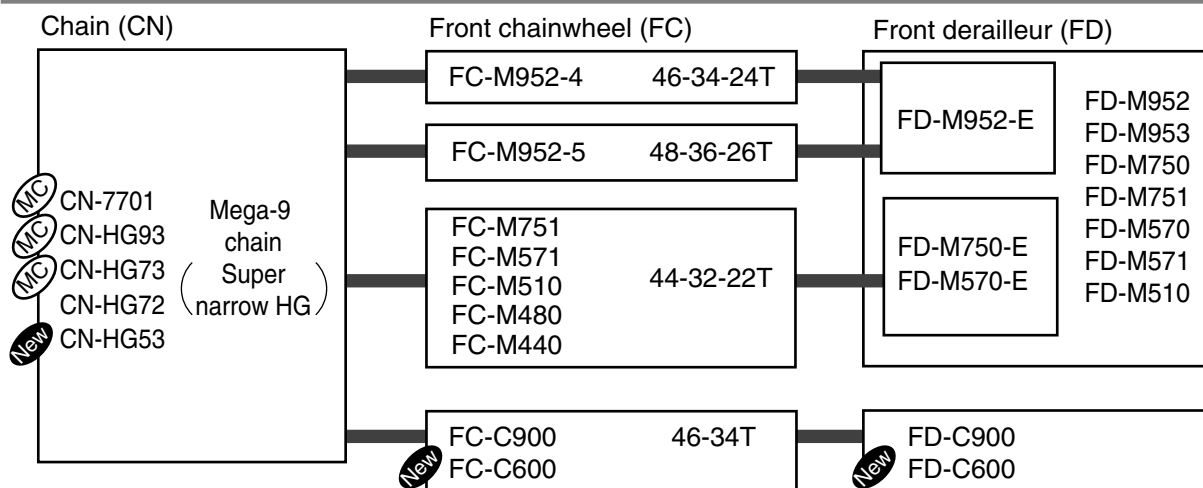 Chain (CN)
Front chainwheel (FC)
Front derailleur (FD)
MC CN-7701
MC CN-HG93
MC CN-HG73
CN-HG72
New CN-HG53
Mega-9
chain
(Super
narrow HG)
FC-M952-4 46-34-24T
FC-M952-5 48-36-26T
FC-M751
FC-M571
FC-M510
FC-M480
FC-M440
44-32-22T
FC-C900 46-34T
New FC-C600
FD-M952-E
FD-M750-E
FD-M570-E
FD-M952
FD-M953
FD-M750
FD-M751
FD-M570
FD-M571
FD-M510
FD-C900
New FD-C600